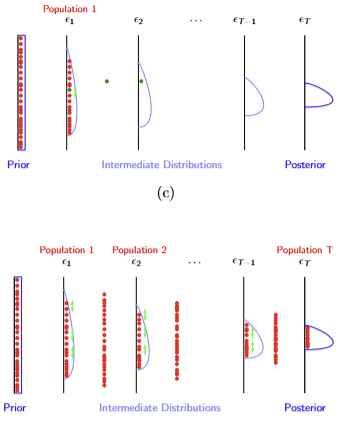 Population 1
ϵ1 ϵ2 ... ϵT−1 ϵT
Prior Intermediate Distributions Posterior
(c)
Population 1 Population 2 Population T
ϵ1 ϵ2 ... ϵT−1 ϵT
Prior Intermediate Distributions Posterior